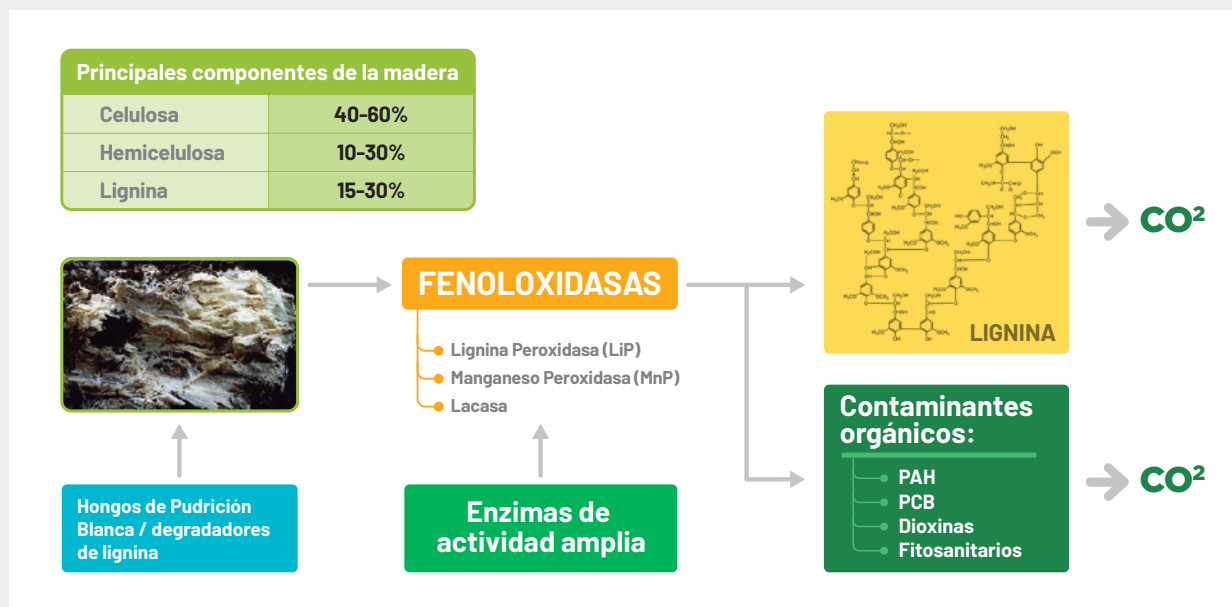 Principales componentes de la madera
Celulosa 40-60%
Hemicelulosa 10-30%
Lignina 15-30%
FENOLOXIDASAS
Lignina Peroxidasa (LiP)
Manganeso Peroxidasa (MnP)
Lacasa
Hongos de Pudrición
Blanca / degradadores
de lignina
Enzimas de
actividad amplia
LIGNINA
CO²
Contaminantes
orgánicos:
PAH
PCB
Dioxinas
Fitosanitarios
CO²